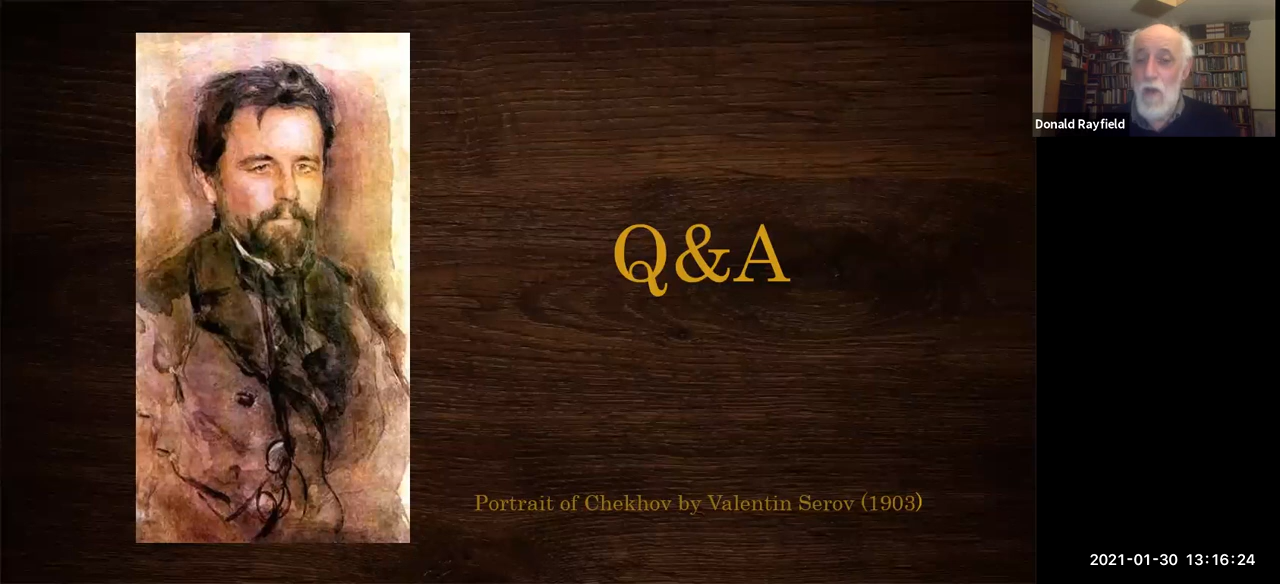 Donald Rayfield
Q&A
Portrait of Chekhov by Valentin Serov (1903)
2021-01-30 13:16:24